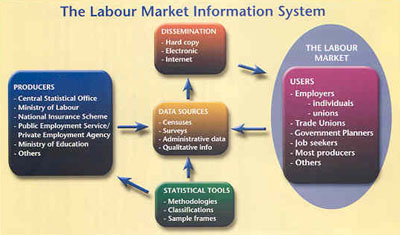 The Labour Market Information System
DISSEMINATION
- Hard copy
- Electronic
- Internet
THE LABOUR
MARKET
PRODUCERS
- Central Statistical Office
- Ministry of Labour
- National Insurance Scheme
- Public Employment Service/
Private Employment Agency
- Ministry of Education
- Others
DATA SOURCES
- Censuses
- Surveys
- Administrative data
- Qualitative info
USERS
- Employers
- individuals
- unions
- Trade Unions
- Government Planners
- Job seekers
- Most producers
- Others
STATISTICAL TOOLS
- Methodologies
- Classifications
- Sample frames